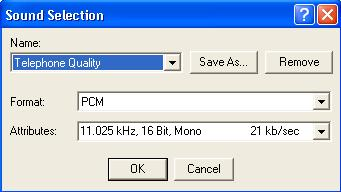 Sound Selection
Name:
Telephone Quality
Save As...
Remove
Format:
PCM
Attributes:
11.025 kHz, 16 Bit, Mono 21 kb/sec
OK
Cancel